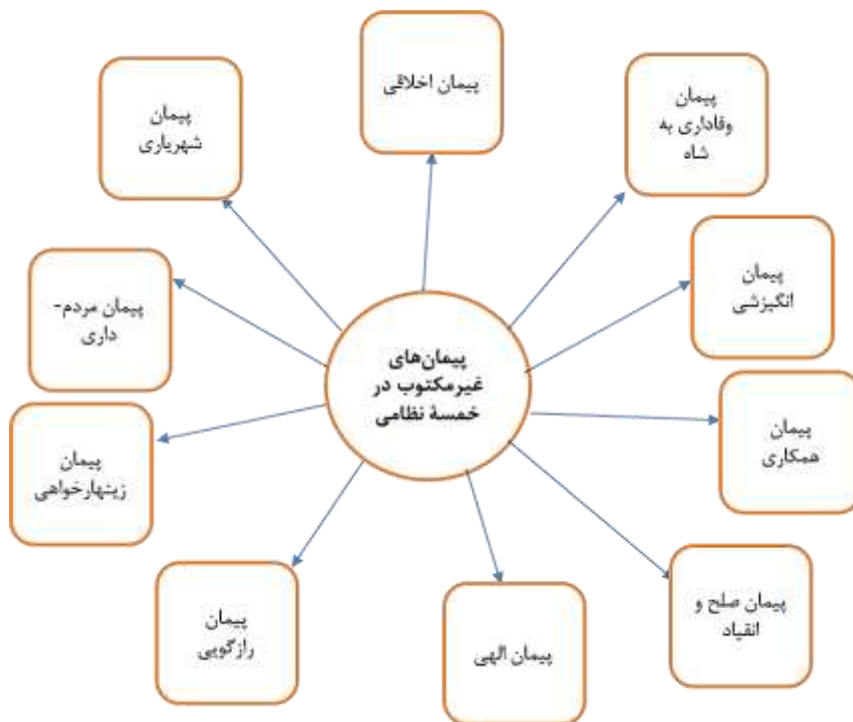 پیمان اخلاقی
پیمان
وفاداری به
شاه
پیمان
انگیزشی
پیمان
همکاری
پیمان صلح و
انقیاد
پیمان الهی
پیمان
رازگویی
پیمان
زینهارخواهی
پیمان مردم-
داری
پیمان
شهریاری
پیمان‌های
غیرمکتوب در
خمسۀ نظامی